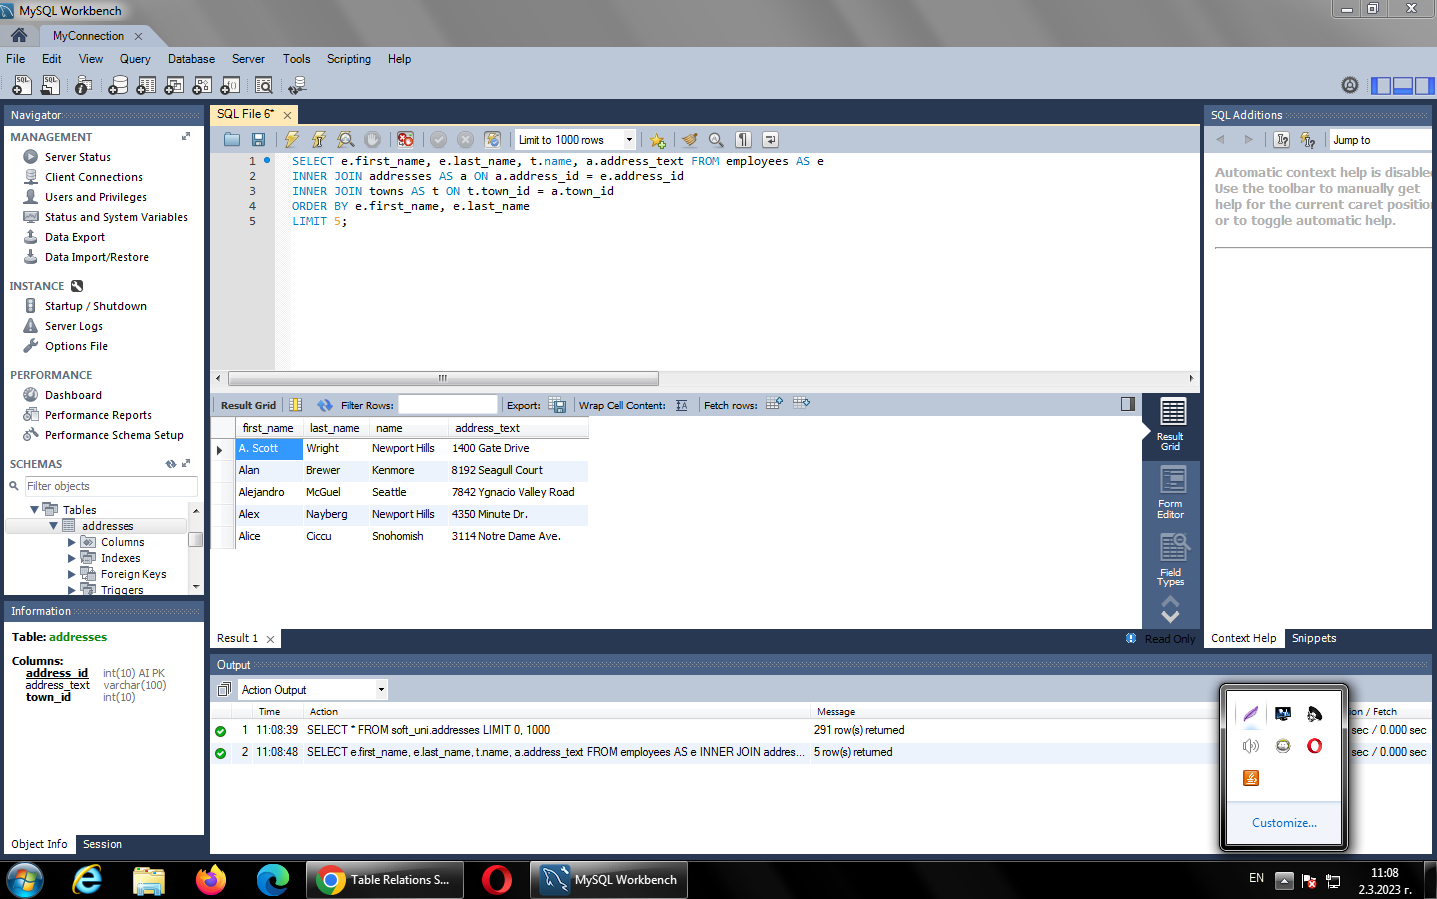 MySQL Workbench
MyConnection
File Edit View Query Database Server Tools Scripting Help
Navigator
MANAGEMENT
Server Status
Client Connections
Users and Privileges
Status and System Variables
Data Export
Data Import/Restore
INSTANCE
Startup / Shutdown
Server Logs
Options File
PERFORMANCE
Dashboard
Performance Reports
Performance Schema Setup
SCHEMAS
Filter objects
Tables
addresses
Columns
Indexes
Foreign Keys
Triggers
Information
Table: addresses
Columns:
address_id int(10) AI PK
address_text varchar(100)
town_id int(10)
Object Info Session
SQL File 6*
Limit to 1000 rows
1 SELECT e.first_name, e.last_name, t.name, a.address_text FROM employees AS e
2 INNER JOIN addresses AS a ON a.address_id = e.address_id
3 INNER JOIN towns AS t ON t.town_id = a.town_id
4 ORDER BY e.first_name, e.last_name
5 LIMIT 5;
Result Grid Filter Rows: Export: Wrap Cell Content: Fetch rows:
first_name last_name name address_text
A. Scott Wright Newport Hills 1400 Gate Drive
Alan Brewer Kenmore 8192 Seagull Court
Alejandro McGuel Seattle 7842 Ygnacio Valley Road
Alex Nayberg Newport Hills 4350 Minute Dr.
Alice Ciccu Snohomish 3114 Notre Dame Ave.
Result
Grid
Form
Editor
Field
Types
Result 1
Read Only
SQL Additions
Jump to
Automatic context help is disable
Use the toolbar to manually get
help for the current caret position
or to toggle automatic help.
Context Help Snippets
Output
Action Output
Time Action Message on / Fetch
1 11:08:39 SELECT * FROM soft_uni.addresses LIMIT 0, 1000 291 row(s) returned sec / 0.000 sec
2 11:08:48 SELECT e.first_name, e.last_name, t.name, a.address_text FROM employees AS e INNER JOIN addres... 5 row(s) returned sec / 0.000 sec
Customize...
Table Relations S...
MySQL Workbench
EN
11:08
2.3.2023 г.